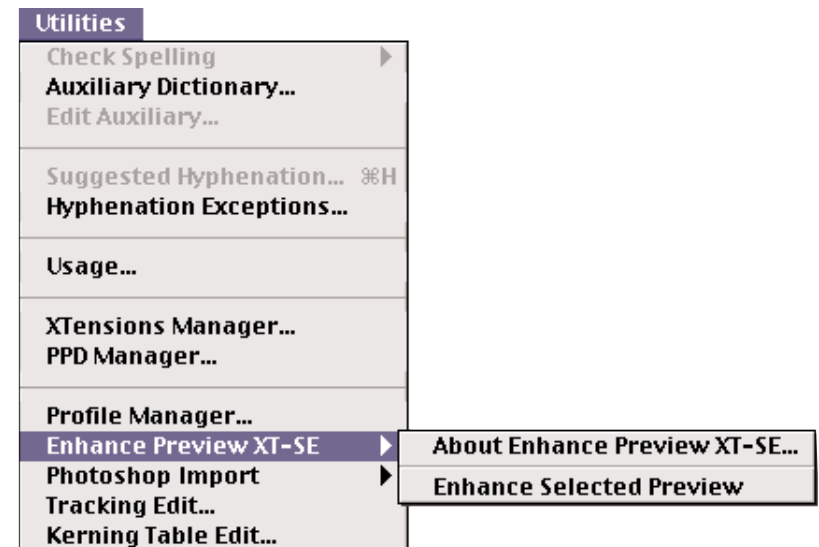 Utilities
Check Spelling
Auxiliary Dictionary...
Edit Auxiliary...
Suggested Hyphenation... ⌘H
Hyphenation Exceptions...
Usage...
XTensions Manager...
PPD Manager...
Profile Manager...
Enhance Preview XT-SE
About Enhance Preview XT-SE...
Photoshop Import
Enhance Selected Preview
Tracking Edit...
Kerning Table Edit...